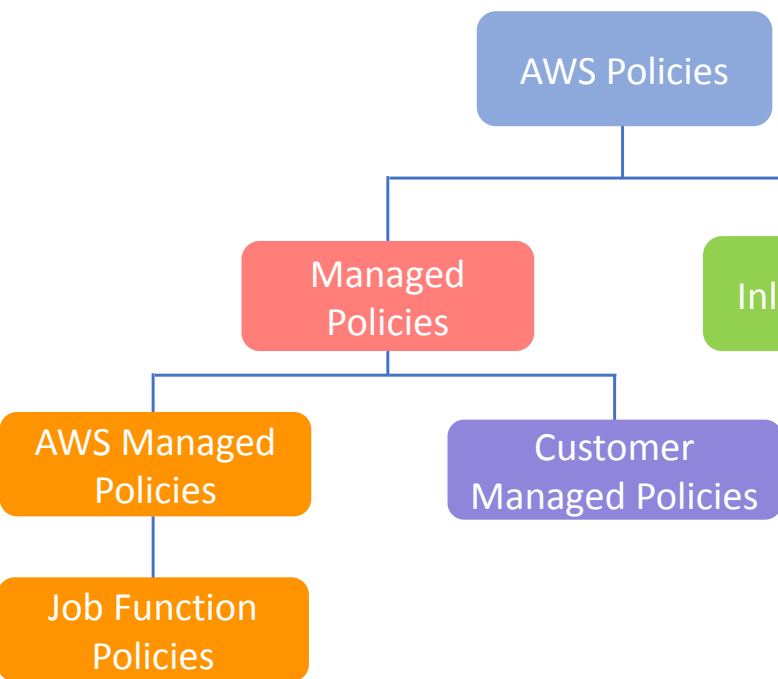 AWS Policies
Managed
Policies
AWS Managed
Policies
Customer
Managed Policies
Job Function
Policies